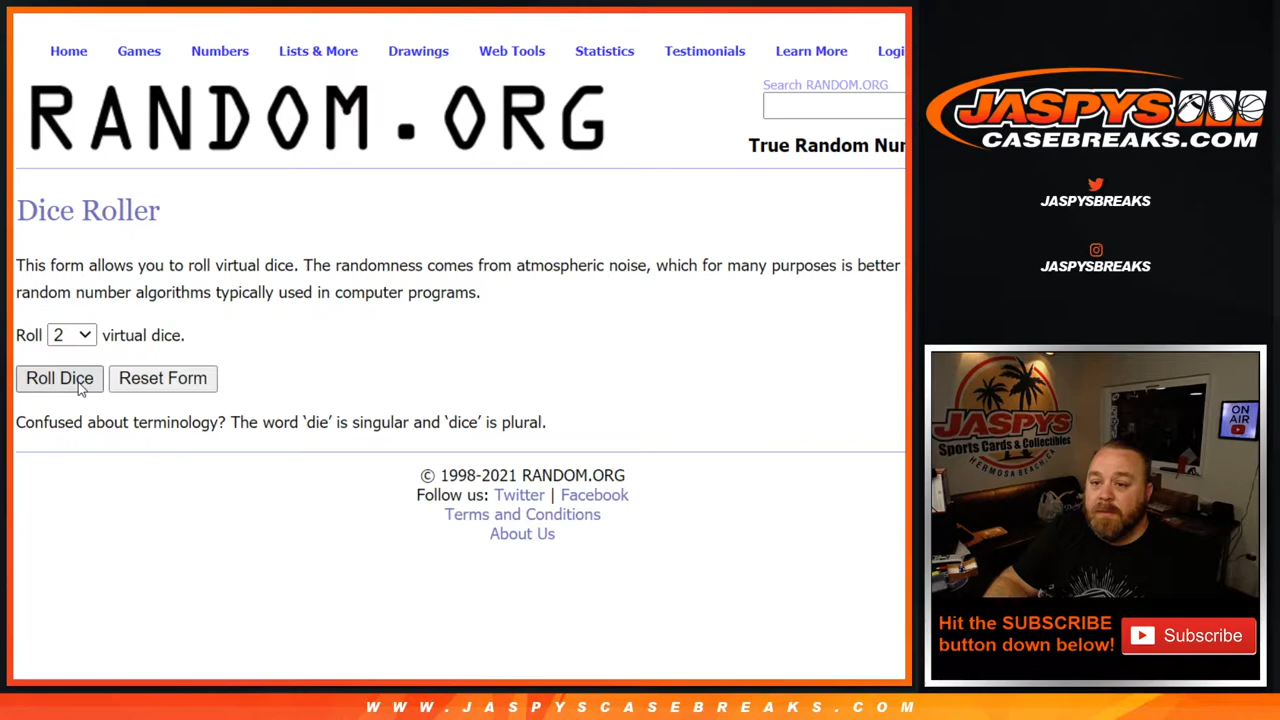 Home Games Numbers Lists & More Drawings Web Tools Statistics Testimonials Learn More Logi
RANDOM.ORG
Search RANDOM.ORG
True Random Nu
Dice Roller
This form allows you to roll virtual dice. The randomness comes from atmospheric noise, which for many purposes is better
random number algorithms typically used in computer programs.
Roll 2 virtual dice.
Roll Dice Reset Form
Confused about terminology? The word ‘die’ is singular and ‘dice’ is plural.
© 1998-2021 RANDOM.ORG
Follow us: Twitter | Facebook
Terms and Conditions
About Us
JASPYS
CASEBREAKS.COM
JASPYSBREAKS
JASPYSBREAKS
JASPYS
Sports Cards & Collectibles
HERMOSA BEACH, CA
ON
AIR
Hit the SUBSCRIBE
button down below!
Subscribe
WWW.JASPYSCASEBREAKS.COM